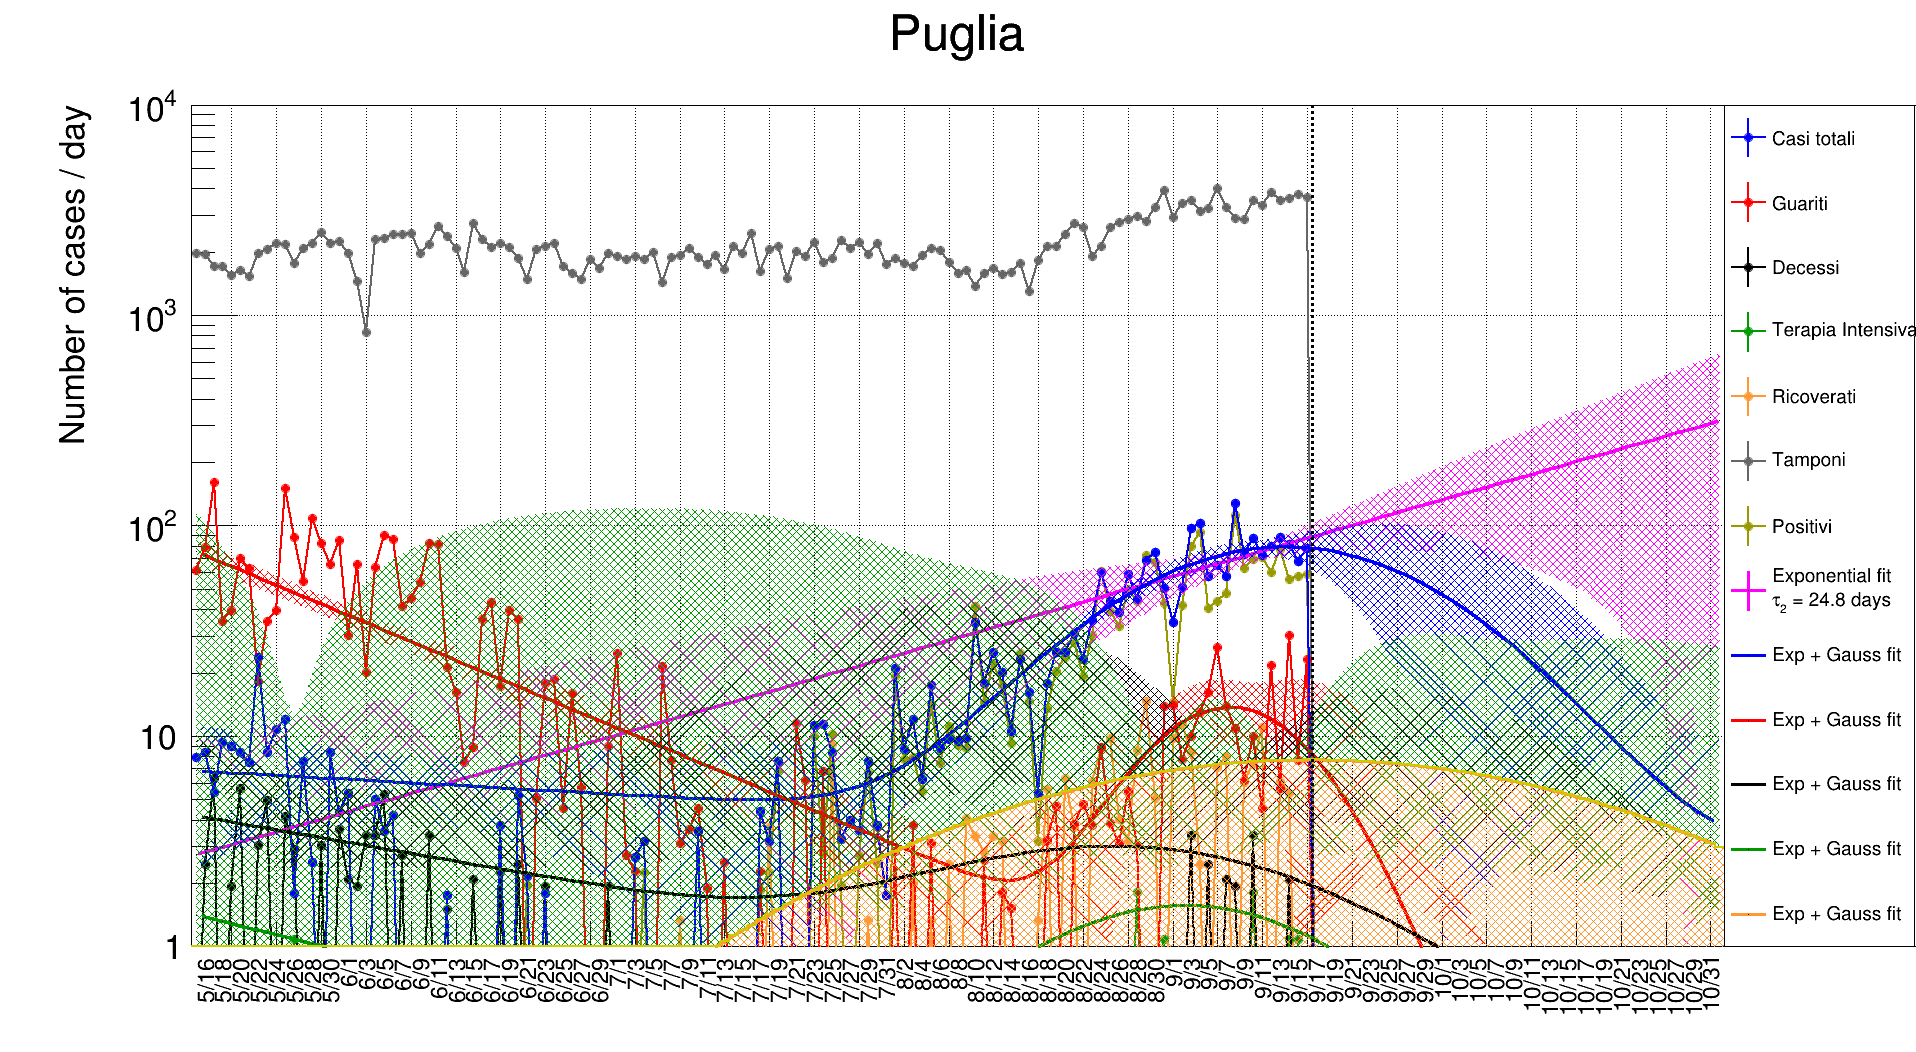 Puglia
Number of cases / day
10⁴
10³
10²
10
1
5/16 5/18 5/20 5/22 5/24 5/26 5/28 5/30 6/1 6/3 6/5 6/7 6/9 6/11 6/13 6/15 6/17 6/19 6/21 6/23 6/25 6/27 6/29 7/1 7/3 7/5 7/7 7/9 7/11 7/13 7/15 7/17 7/19 7/21 7/23 7/25 7/27 7/29 7/31 8/2 8/4 8/6 8/8 8/10 8/12 8/14 8/16 8/18 8/20 8/22 8/24 8/26 8/28 8/30 9/1 9/3 9/5 9/7 9/9 9/11 9/13 9/15 9/17 9/19 9/21 9/23 9/25 9/27 9/29 10/1 10/3 10/5 10/7 10/9 10/11 10/13 10/15 10/17 10/19 10/21 10/23 10/25 10/27 10/29 10/31
Casi totali
Guariti
Decessi
Terapia Intensiva
Ricoverati
Tamponi
Positivi
Exponential fit
τ₂ = 24.8 days
Exp + Gauss fit
Exp + Gauss fit
Exp + Gauss fit
Exp + Gauss fit
Exp + Gauss fit